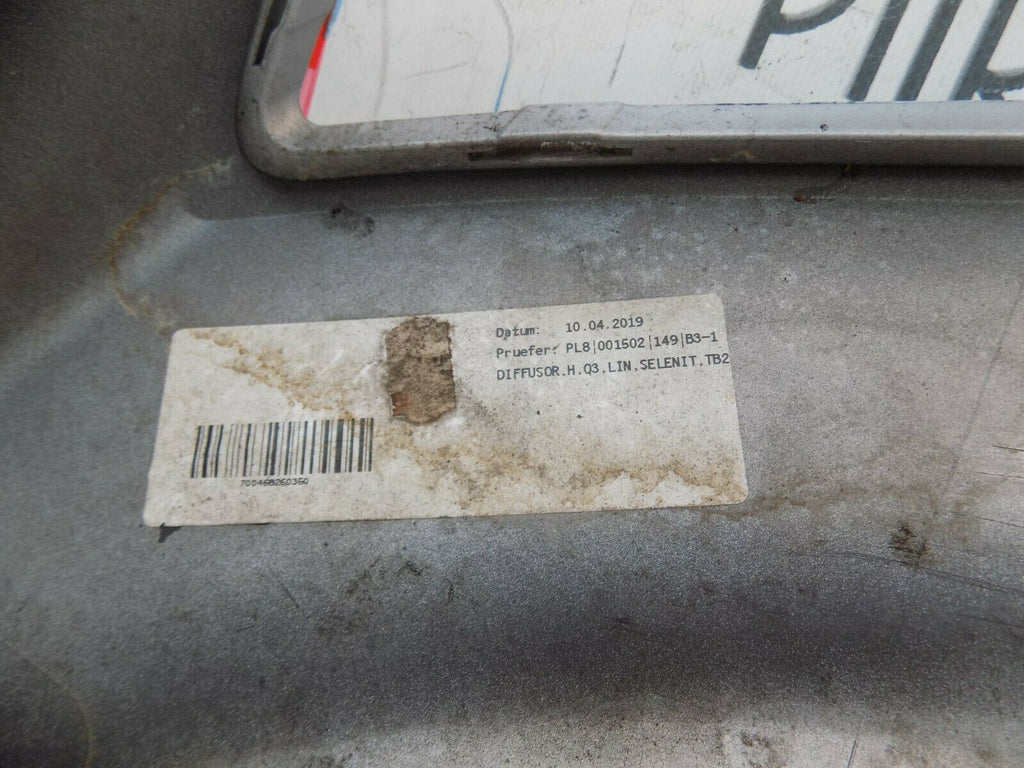 Datum: 10.04.2019
Pruefer: PL8|001502|149|B3-1
DIFFUSOR.H.Q3.LIN.SELENIT.TB2
700468260360